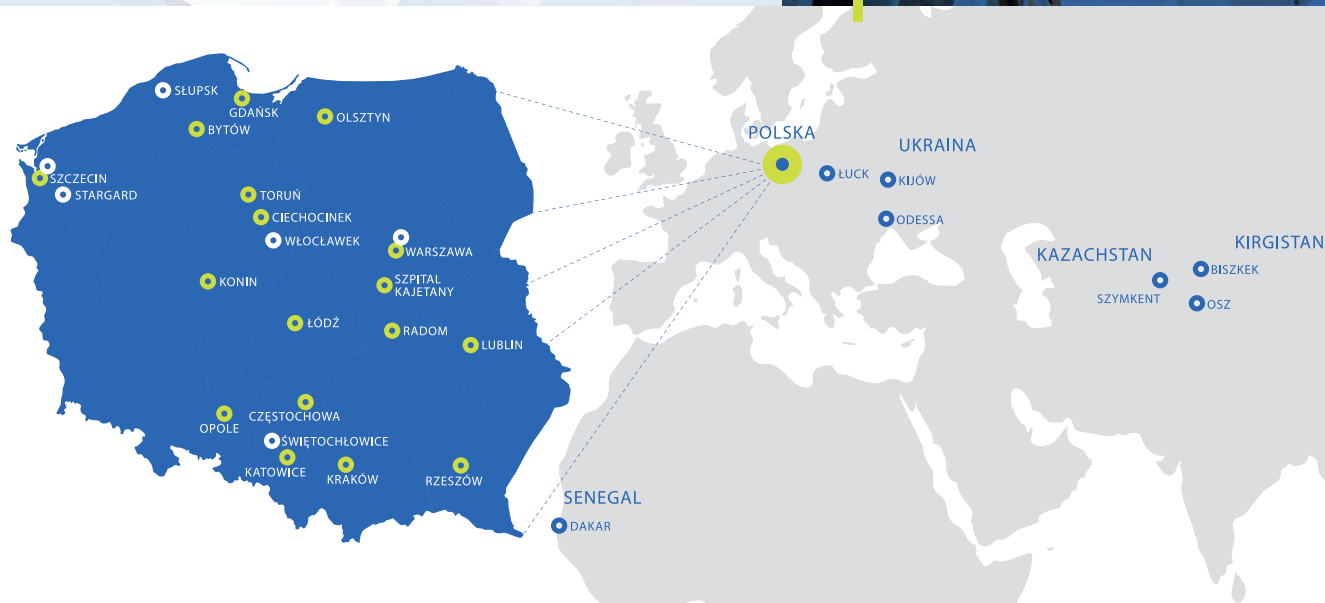 SŁUPSK
GDAŃSK
BYTÓW
OLSZTYN
SZCZECIN
STARGARD
TORUŃ
CIECHOCINEK
WŁOCŁAWEK
WARSZAWA
KONIN
SZPITAL
KAJETANY
ŁÓDŹ
RADOM
LUBLIN
CZĘSTOCHOWA
OPOLE
ŚWIĘTOCHŁOWICE
KATOWICE
KRAKÓW
RZESZÓW
POLSKA
UKRAINA
ŁUCK
KIJÓW
ODESSA
KAZACHSTAN
KIRGISTAN
BISZKEK
SZYMKENT
OSZ
SENEGAL
DAKAR